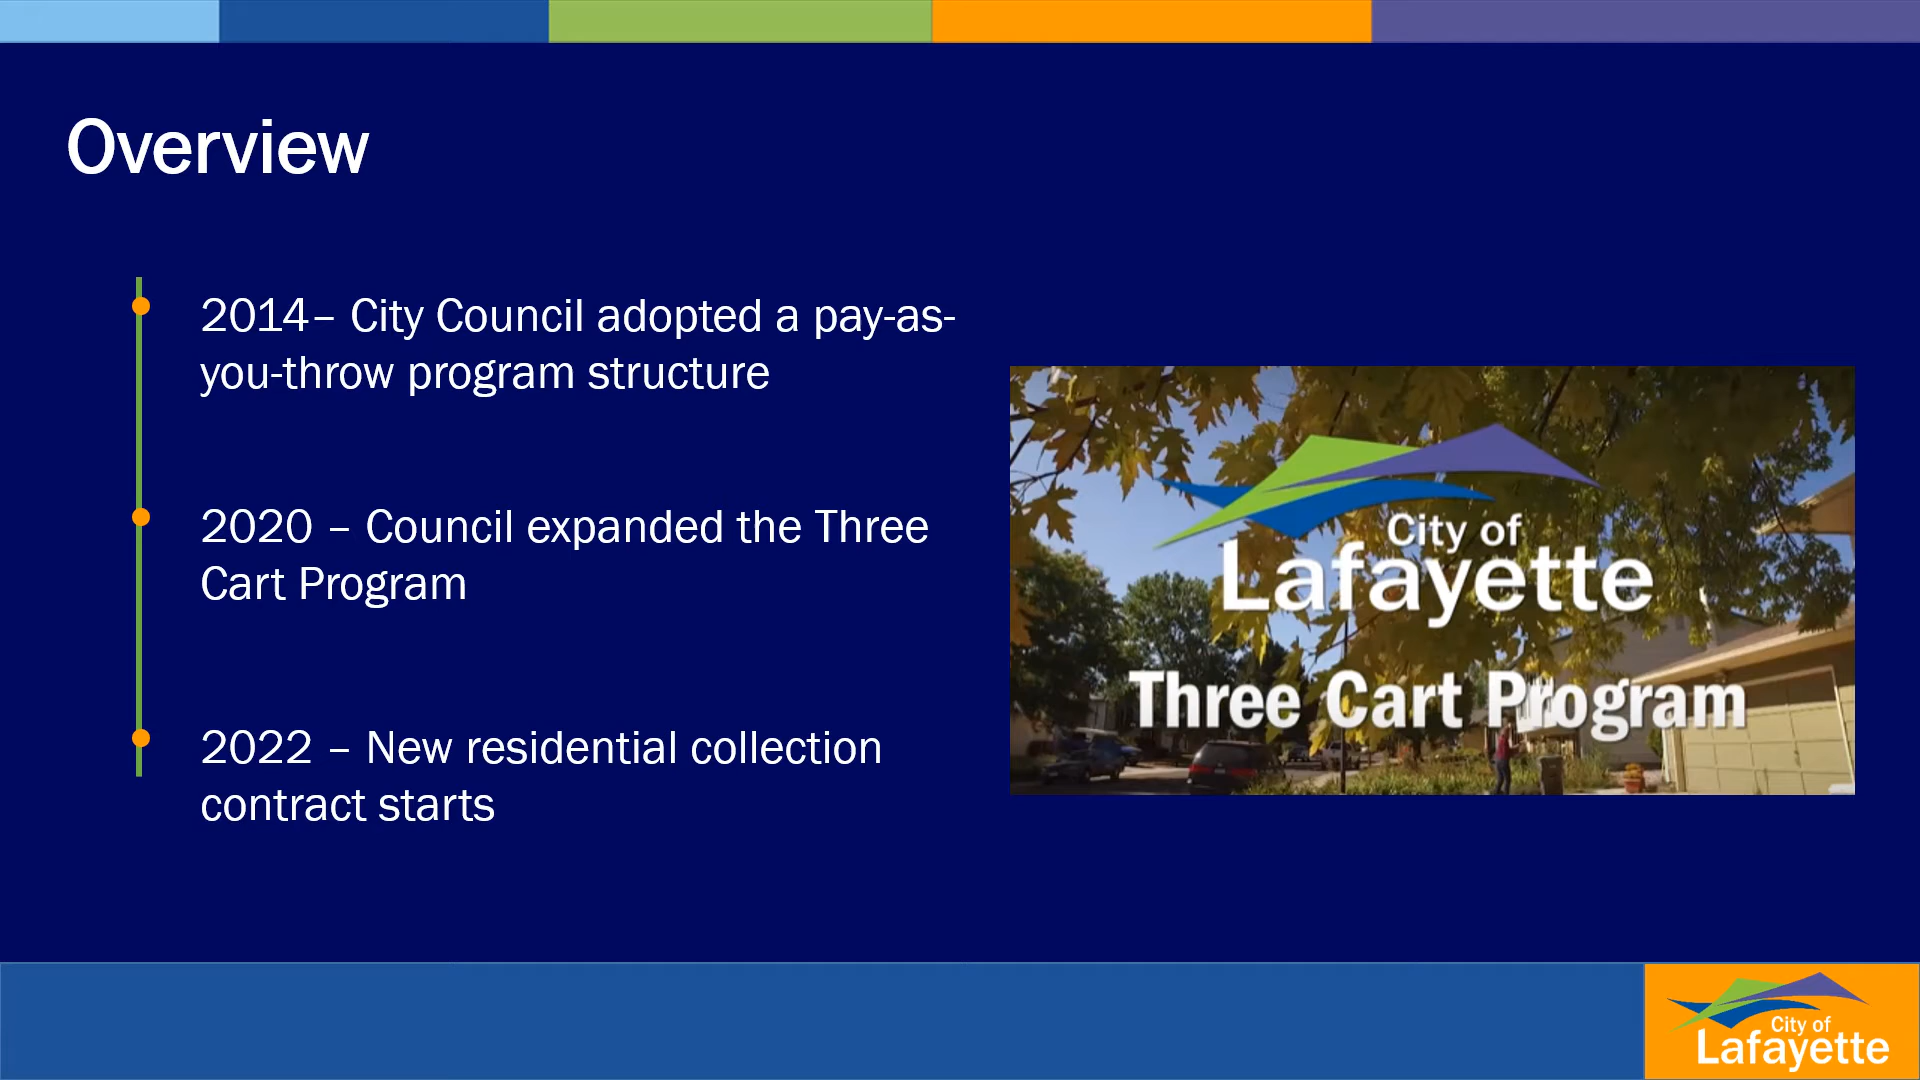 Overview
2014– City Council adopted a pay-as-
you-throw program structure
2020 – Council expanded the Three
Cart Program
2022 – New residential collection
contract starts
City of
Lafayette
Three Cart Program
City of
Lafayette